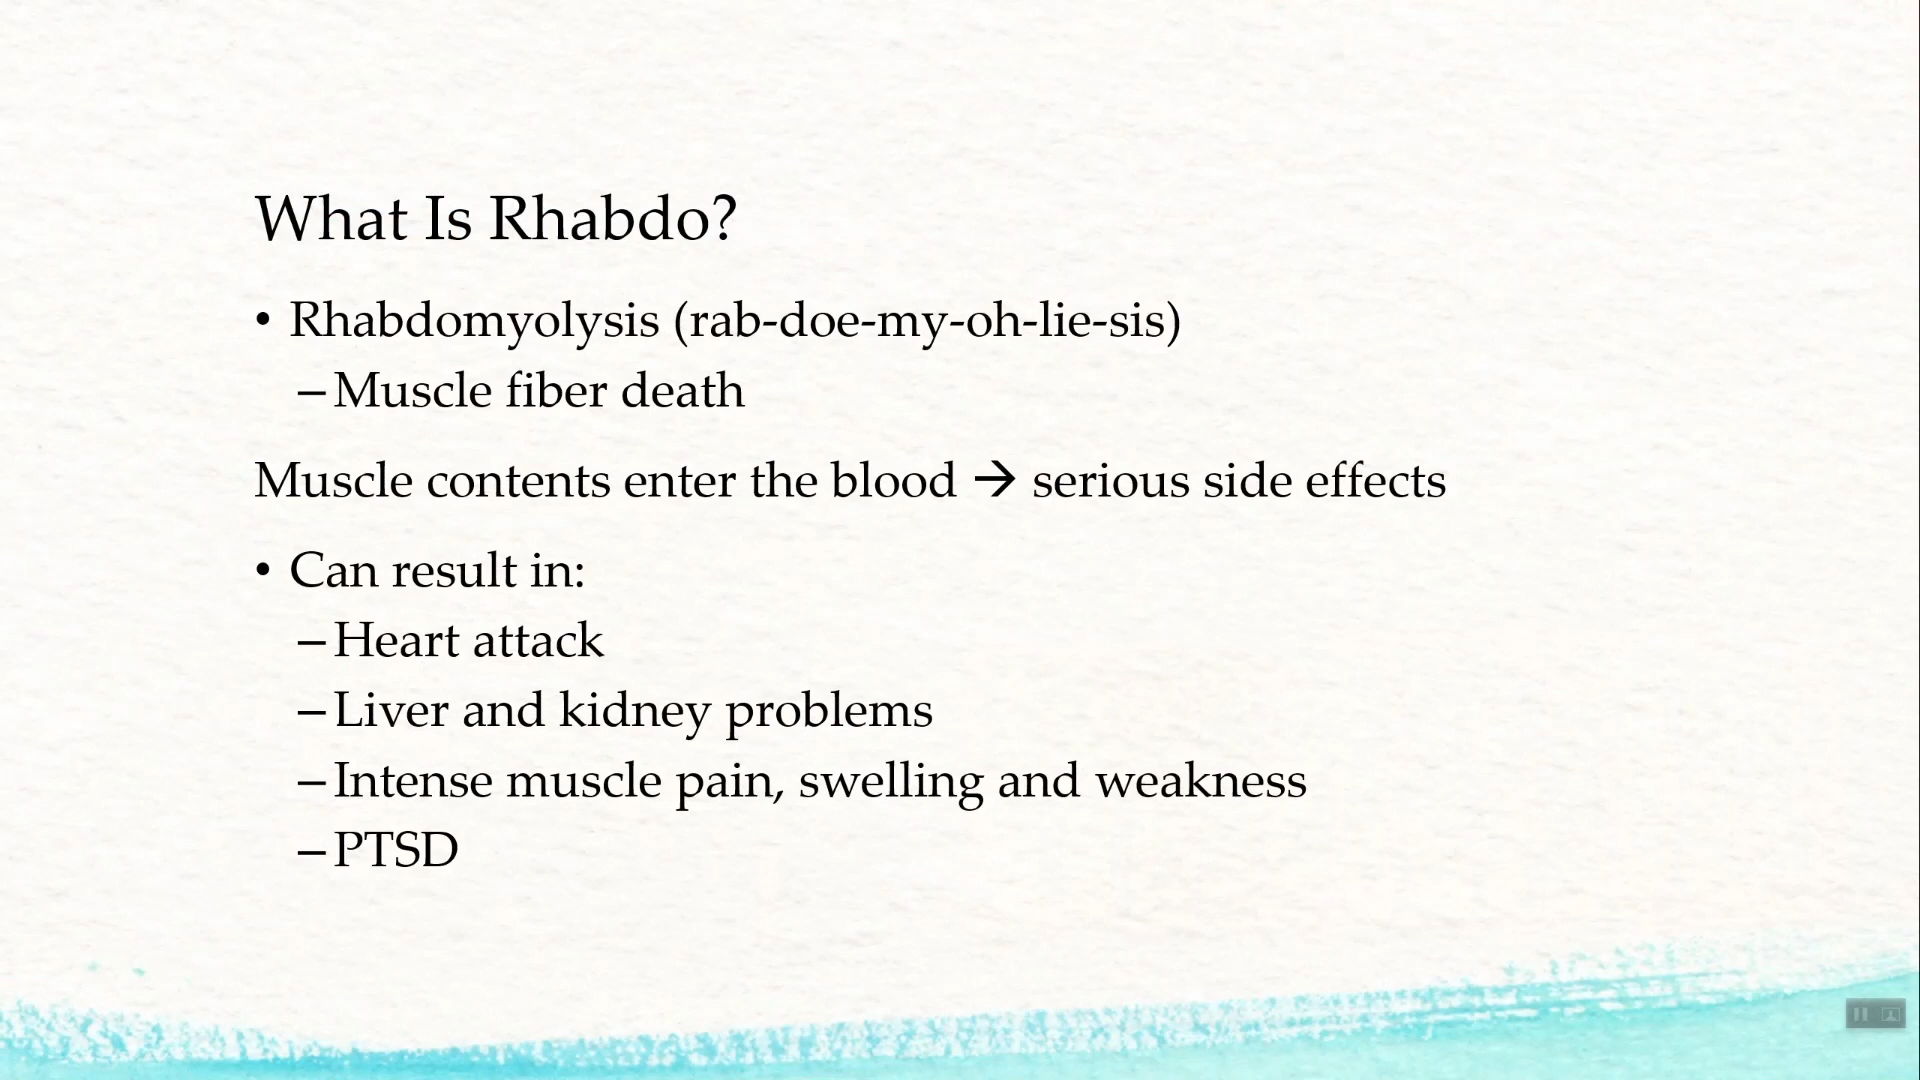 What Is Rhabdo?
• Rhabdomyolysis (rab-doe-my-oh-lie-sis)
– Muscle fiber death
Muscle contents enter the blood → serious side effects
• Can result in:
– Heart attack
– Liver and kidney problems
– Intense muscle pain, swelling and weakness
– PTSD